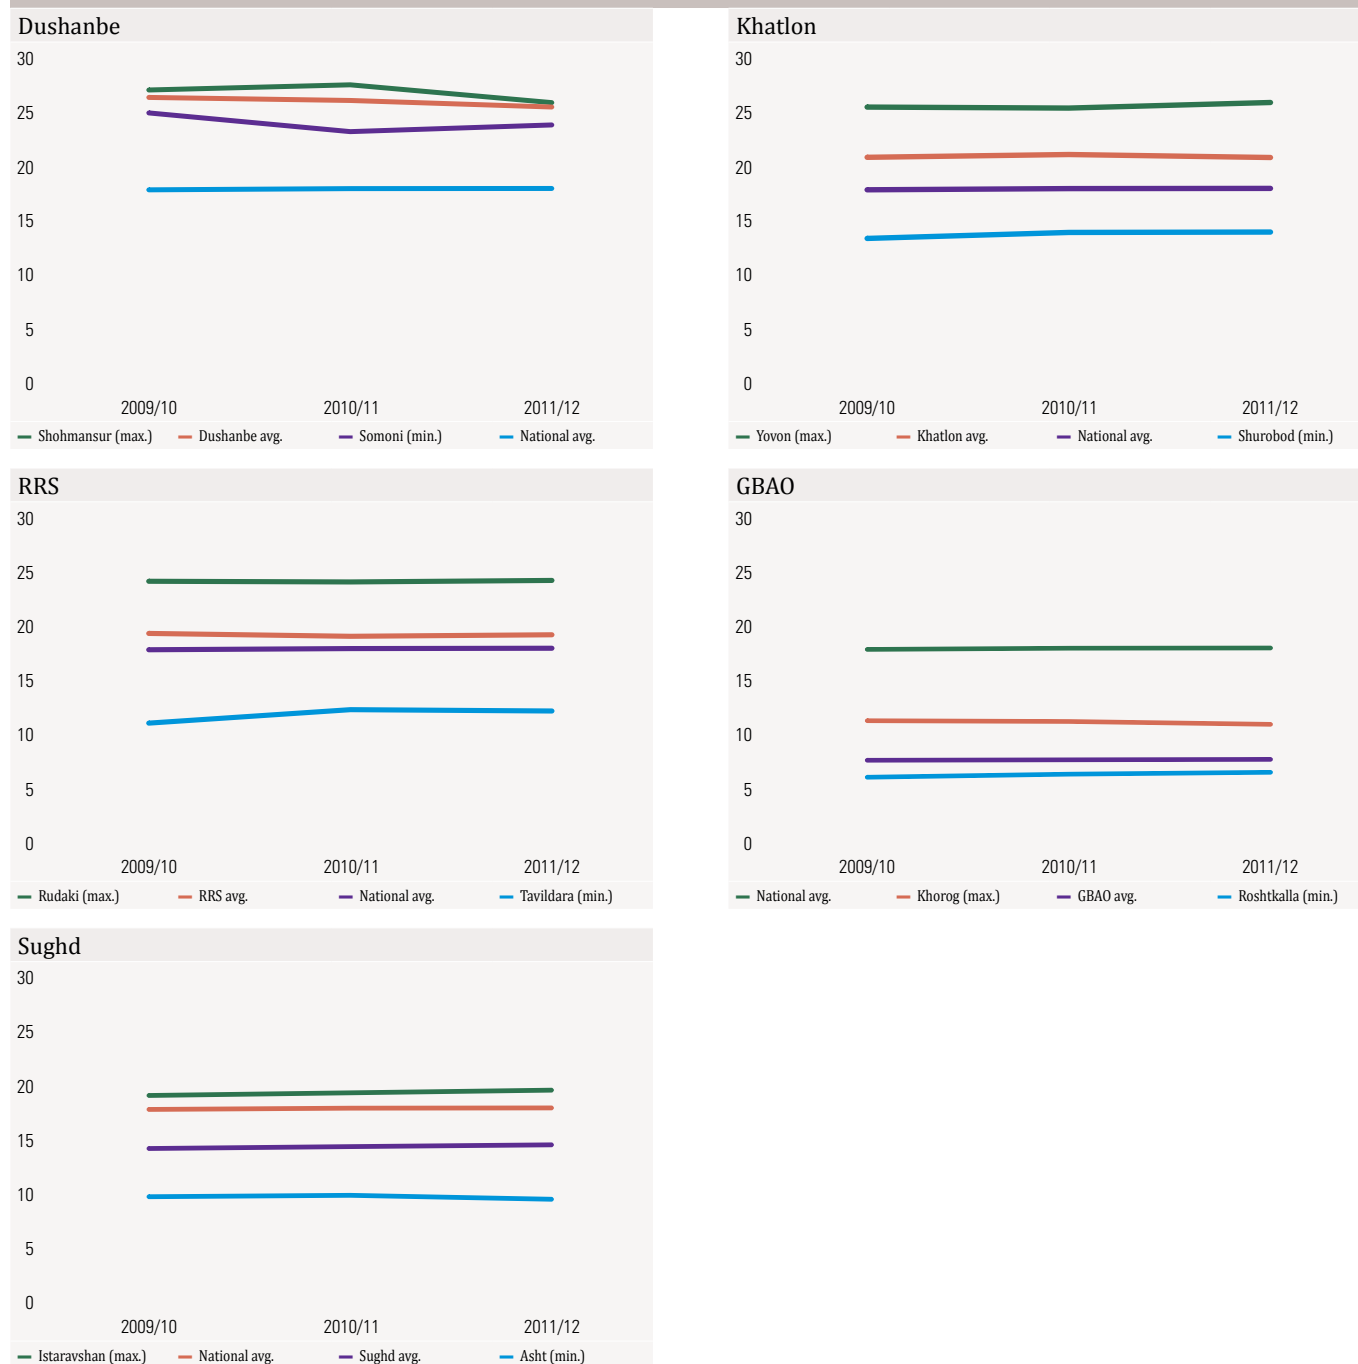 Dushanbe
30
25
20
15
10
5
0
2009/10 2010/11 2011/12
Shohmansur (max.) Dushanbe avg. Somoni (min.) National avg.
Khatlon
30
25
20
15
10
5
0
2009/10 2010/11 2011/12
Yovon (max.) Khatlon avg. National avg. Shurobod (min.)
RRS
30
25
20
15
10
5
0
2009/10 2010/11 2011/12
Rudaki (max.) RRS avg. National avg. Tavildara (min.)
GBAO
30
25
20
15
10
5
0
2009/10 2010/11 2011/12
National avg. Khorog (max.) GBAO avg. Roshtkalla (min.)
Sughd
30
25
20
15
10
5
0
2009/10 2010/11 2011/12
Istaravshan (max.) National avg. Sughd avg. Asht (min.)